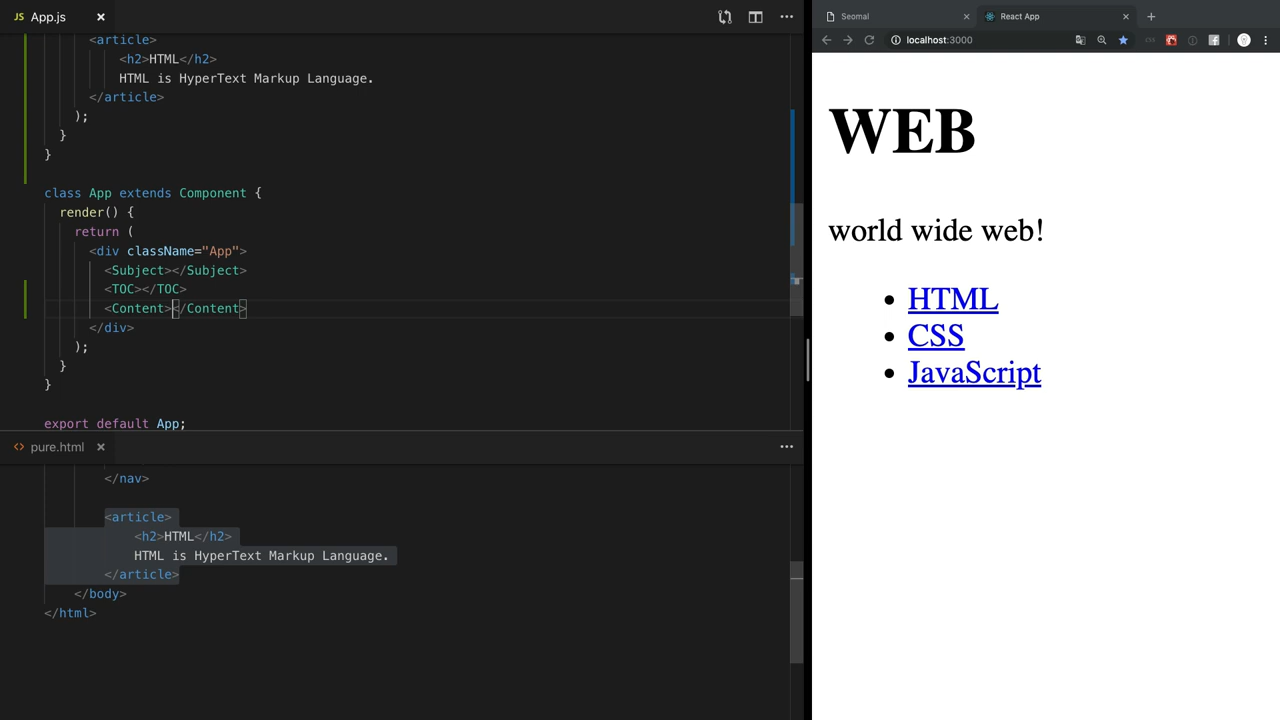 JS App.js
<article>
<h2>HTML</h2>
HTML is HyperText Markup Language.
</article>
);
}
}
class App extends Component {
render() {
return (
<div className="App">
<Subject></Subject>
<TOC></TOC>
<Content></Content>
</div>
);
}
}
export default App;
pure.html
</nav>
<article>
<h2>HTML</h2>
HTML is HyperText Markup Language.
</article>
</body>
</html>
Seomal
React App
localhost:3000
WEB
world wide web!
HTML
CSS
JavaScript